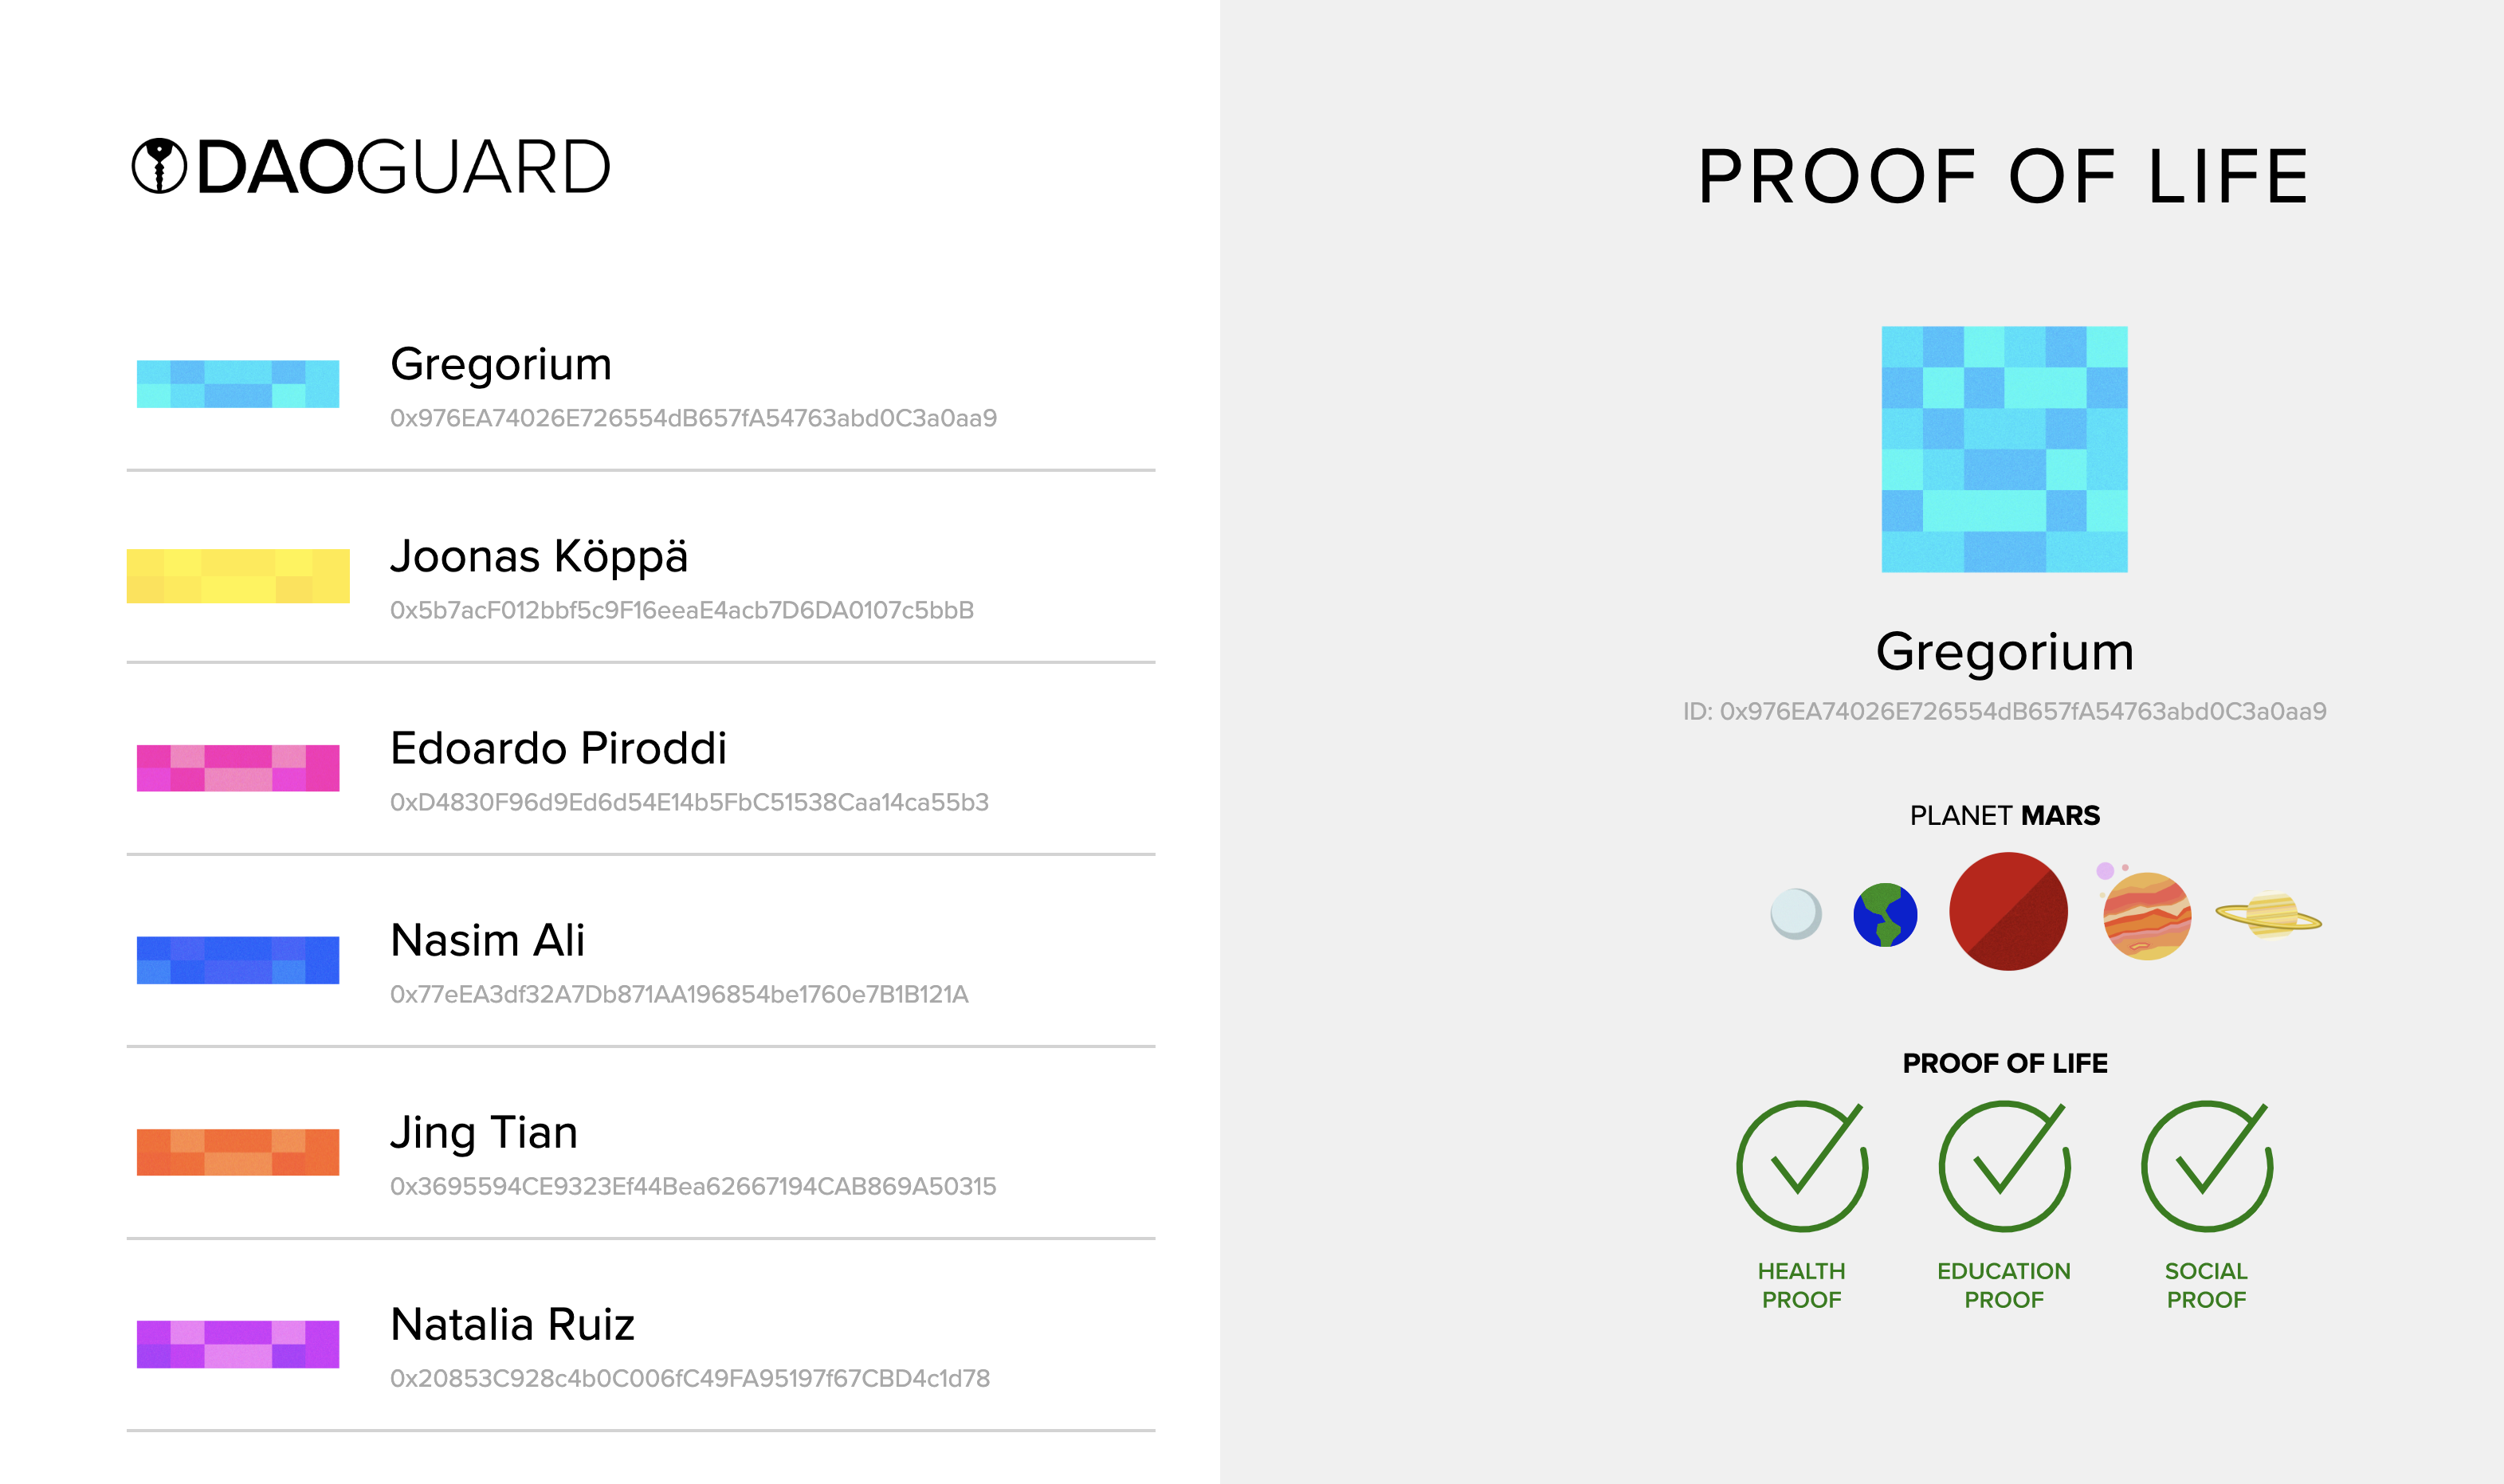 DAOGUARD
Gregorium
0x976EA74026E726554dB657fA54763abd0C3a0aa9
Joonas Köppä
0x5b7acF012bbf5c9F16eeaE4acb7D6DA0107c5bbB
Edoardo Piroddi
0xD4830F96d9Ed6d54E14b5FbC51538Caa14ca55b3
Nasim Ali
0x77eEA3df32A7Db871AA196854be1760e7B1B121A
Jing Tian
0x3695594CE9323Ef44Bea62667194CAB869A50315
Natalia Ruiz
0x20853C928c4b0C006fC49FA95197f67CBD4c1d78
PROOF OF LIFE
Gregorium
ID: 0x976EA74026E726554dB657fA54763abd0C3a0aa9
PLANET MARS
PROOF OF LIFE
HEALTH PROOF
EDUCATION PROOF
SOCIAL PROOF